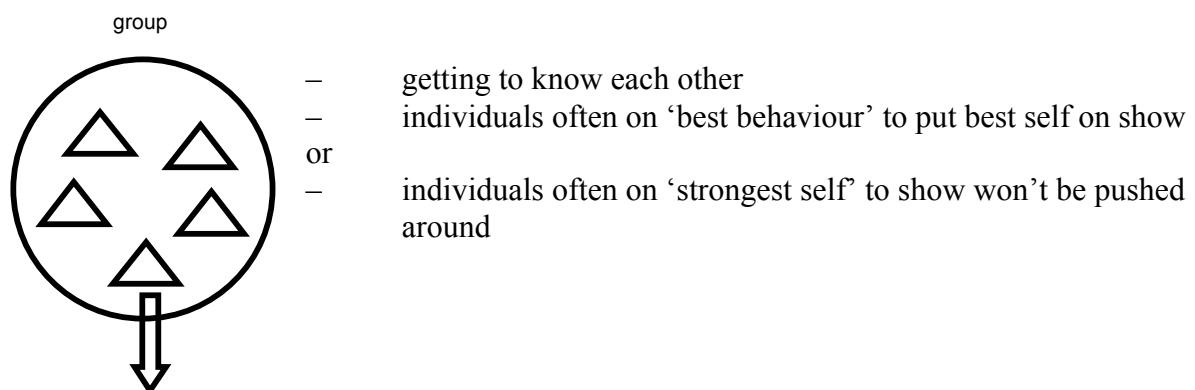 group
– getting to know each other
– individuals often on ‘best behaviour’ to put best self on show
or
– individuals often on ‘strongest self’ to show won’t be pushed
around